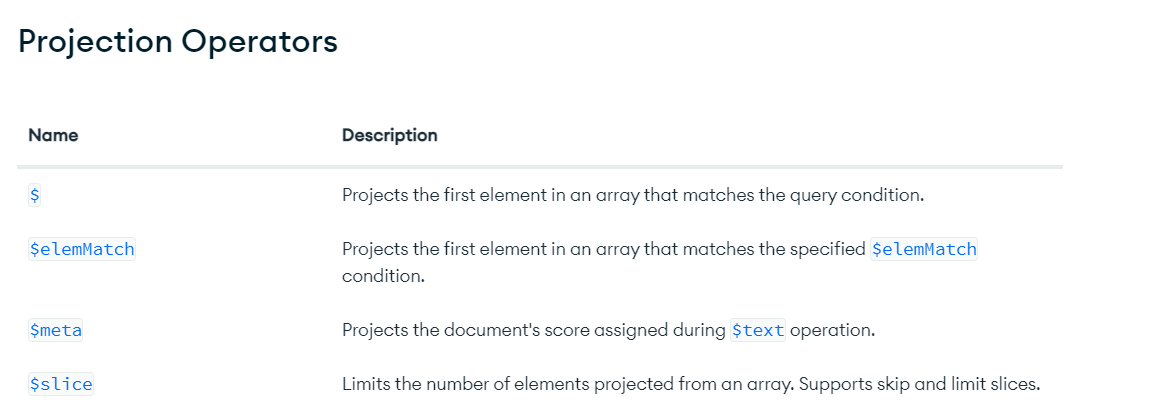 Projection Operators
Name Description
$ Projects the first element in an array that matches the query condition.
$elemMatch Projects the first element in an array that matches the specified $elemMatch
condition.
$meta Projects the document's score assigned during $text operation.
$slice Limits the number of elements projected from an array. Supports skip and limit slices.